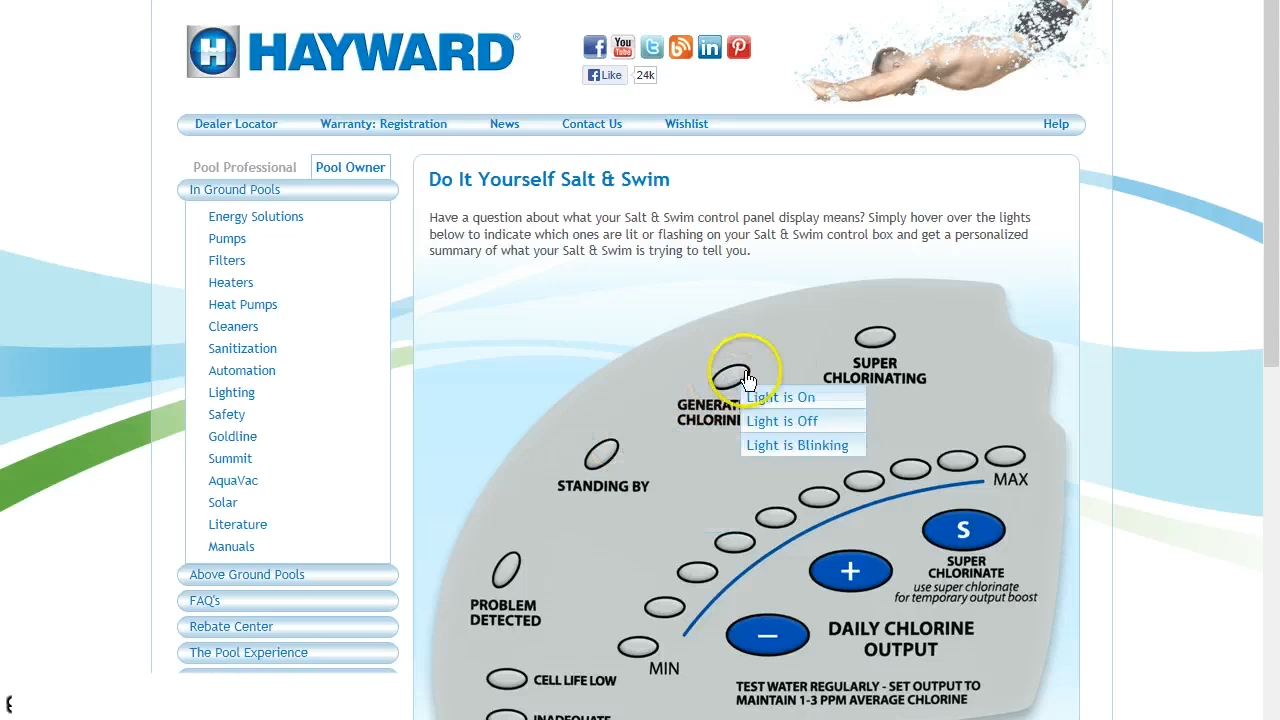 HAYWARD®
f You Tube t in P
f Like 24k
Dealer Locator Warranty: Registration News Contact Us Wishlist Help
Pool Professional Pool Owner
In Ground Pools
Energy Solutions
Pumps
Filters
Heaters
Heat Pumps
Cleaners
Sanitization
Automation
Lighting
Safety
Goldline
Summit
AquaVac
Solar
Literature
Manuals
Above Ground Pools
FAQ's
Rebate Center
The Pool Experience
Do It Yourself Salt & Swim
Have a question about what your Salt & Swim control panel display means? Simply hover over the lights
below to indicate which ones are lit or flashing on your Salt & Swim control box and get a personalized
summary of what your Salt & Swim is trying to tell you.
SUPER
CHLORINATING
Light is On
Light is Off
Light is Blinking
STANDING BY
MAX
S
SUPER
CHLORINATE
use super chlorinate
for temporary output boost
+
PROBLEM
DETECTED
−
DAILY CHLORINE
OUTPUT
MIN
CELL LIFE LOW
TEST WATER REGULARLY - SET OUTPUT TO
MAINTAIN 1-3 PPM AVERAGE CHLORINE
INADEQUATE